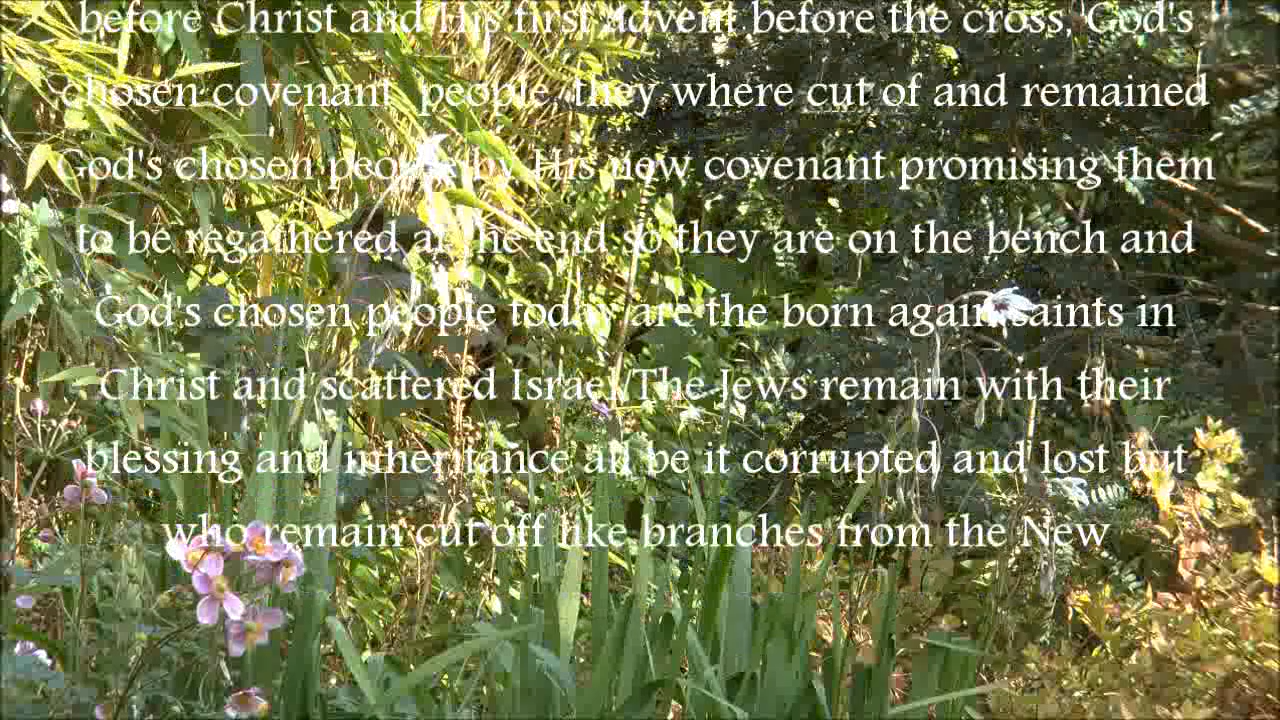 before Christ and His first advent before the cross, God's
chosen covenant people, they where cut of and remained
God's chosen people by His new covenant promising them
to be regathered at the end so they are on the bench and
God's chosen people today are the born again saints in
Christ and scattered Israel/The Jews remain with their
blessing and inheritance all be it corrupted and lost but
who remain cut off like branches from the New